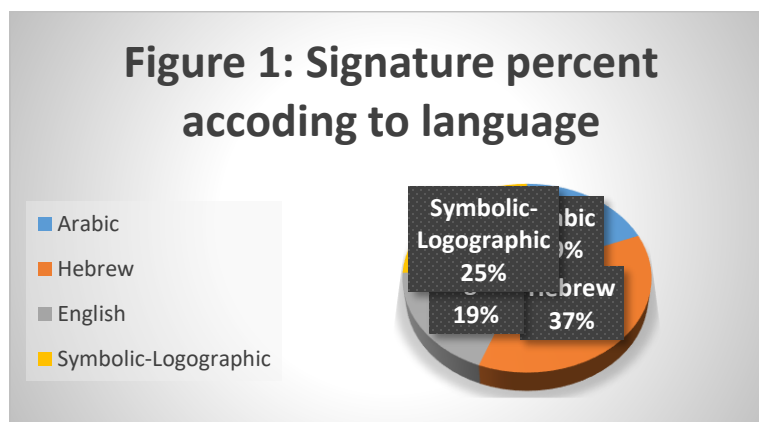 Figure 1: Signature percent
accoding to language
Arabic
Hebrew
English
Symbolic-Logographic
Symbolic-
Logographic
25%
19%
Hebrew
37%